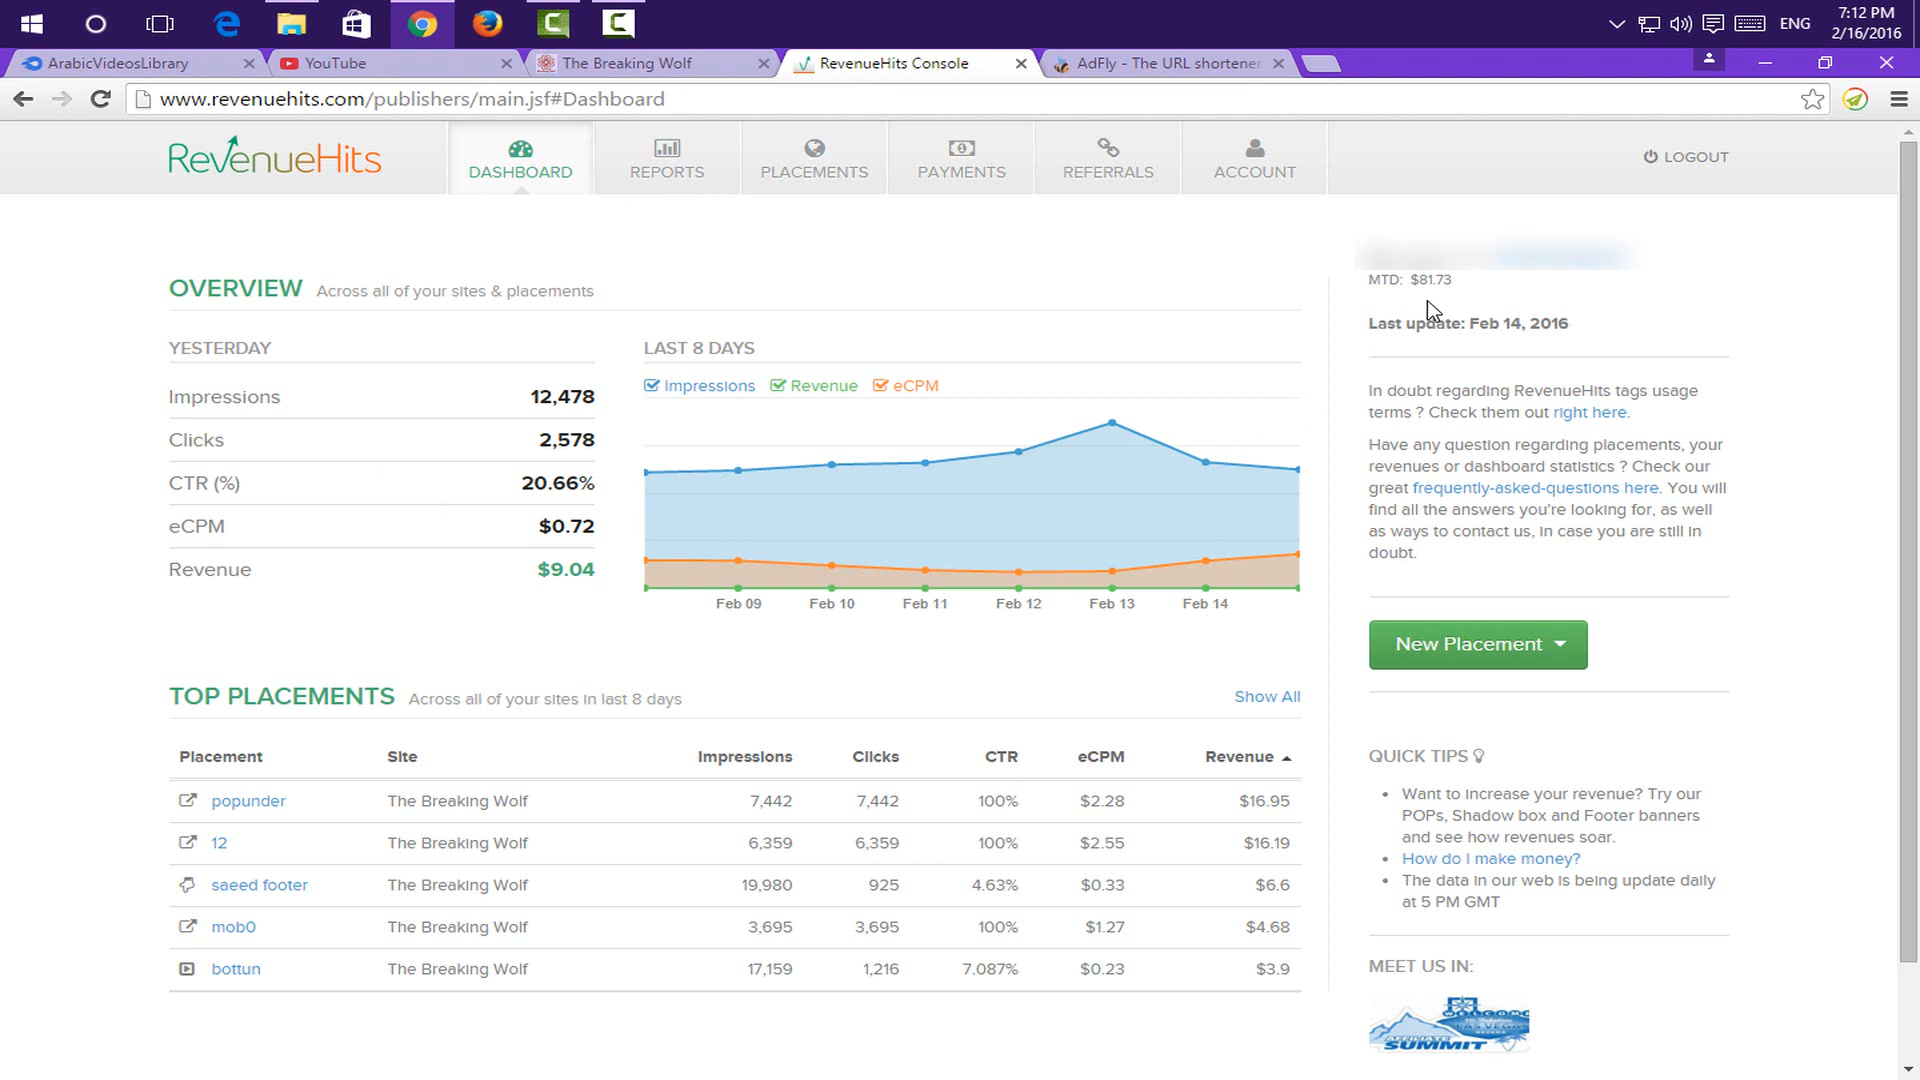 ENG
7:12 PM
2/16/2016
ArabicVideosLibrary
YouTube
The Breaking Wolf
RevenueHits Console
AdFly - The URL shortener
www.revenuehits.com/publishers/main.jsf#Dashboard
RevenueHits
DASHBOARD
REPORTS
PLACEMENTS
PAYMENTS
REFERRALS
ACCOUNT
LOGOUT
OVERVIEW Across all of your sites & placements
YESTERDAY
Impressions 12,478
Clicks 2,578
CTR (%) 20.66%
eCPM $0.72
Revenue $9.04
LAST 8 DAYS
Impressions Revenue eCPM
Feb 09 Feb 10 Feb 11 Feb 12 Feb 13 Feb 14
TOP PLACEMENTS Across all of your sites in last 8 days Show All
Placement Site Impressions Clicks CTR eCPM Revenue
popunder The Breaking Wolf 7,442 7,442 100% $2.28 $16.95
12 The Breaking Wolf 6,359 6,359 100% $2.55 $16.19
saeed footer The Breaking Wolf 19,980 925 4.63% $0.33 $6.6
mob0 The Breaking Wolf 3,695 3,695 100% $1.27 $4.68
bottun The Breaking Wolf 17,159 1,216 7.087% $0.23 $3.9
MTD: $81.73
Last update: Feb 14, 2016
In doubt regarding RevenueHits tags usage
terms ? Check them out right here.
Have any question regarding placements, your
revenues or dashboard statistics ? Check our
great frequently-asked-questions here. You will
find all the answers you're looking for, as well
as ways to contact us, in case you are still in
doubt.
New Placement
QUICK TIPS
Want to increase your revenue? Try our
POPs, Shadow box and Footer banners
and see how revenues soar.
How do I make money?
The data in our web is being update daily
at 5 PM GMT
MEET US IN:
WELCOME
LAS VEGAS
AFFILIATE
SUMMIT